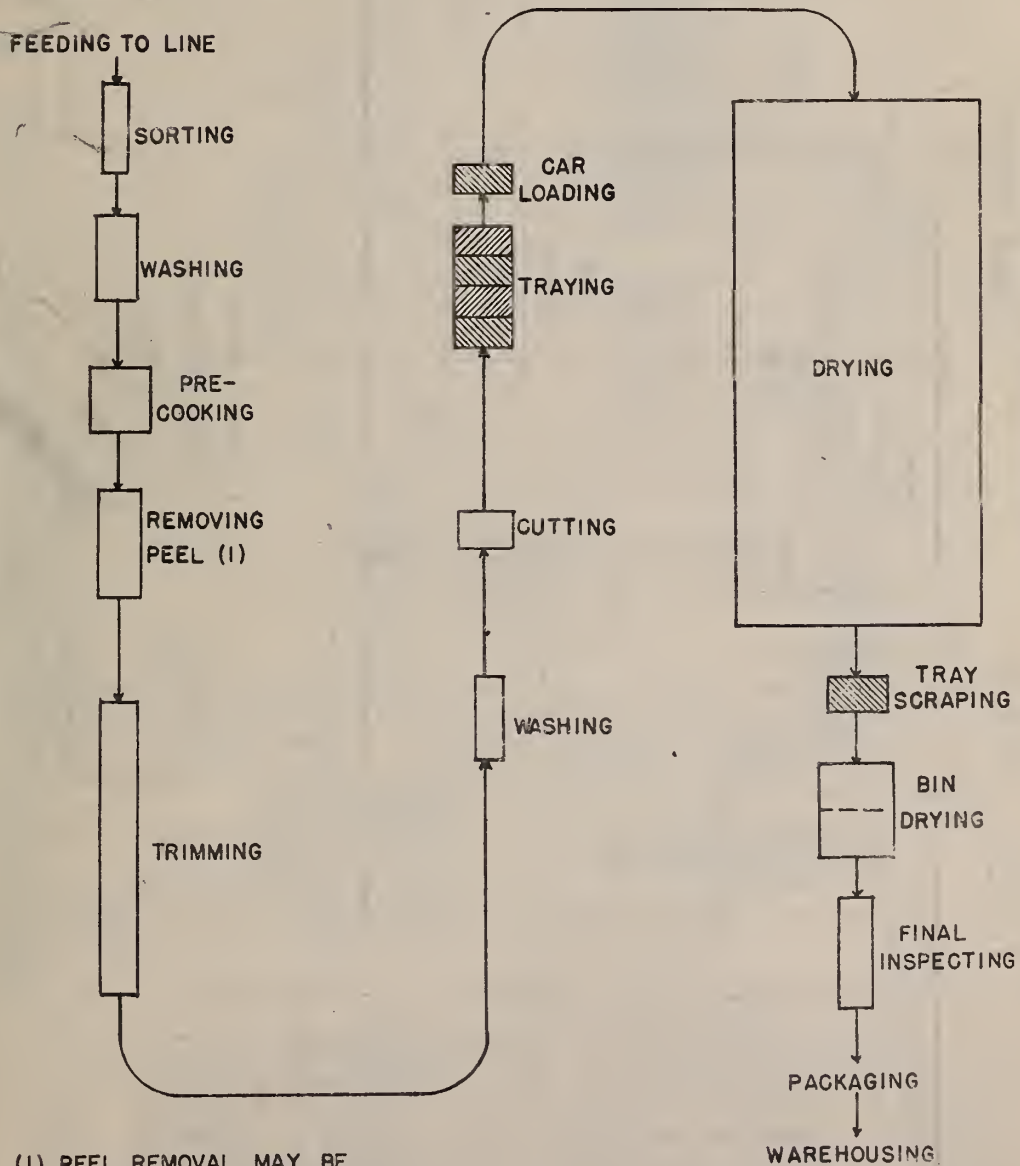 FEEDING TO LINE
SORTING
WASHING
PRE-
COOKING
REMOVING
PEEL (1)
TRIMMING
WASHING
CUTTING
TRAYING
CAR
LOADING
DRYING
TRAY
SCRAPING
BIN
DRYING
FINAL
INSPECTING
PACKAGING
WAREHOUSING
(1) PEEL REMOVAL MAY BE